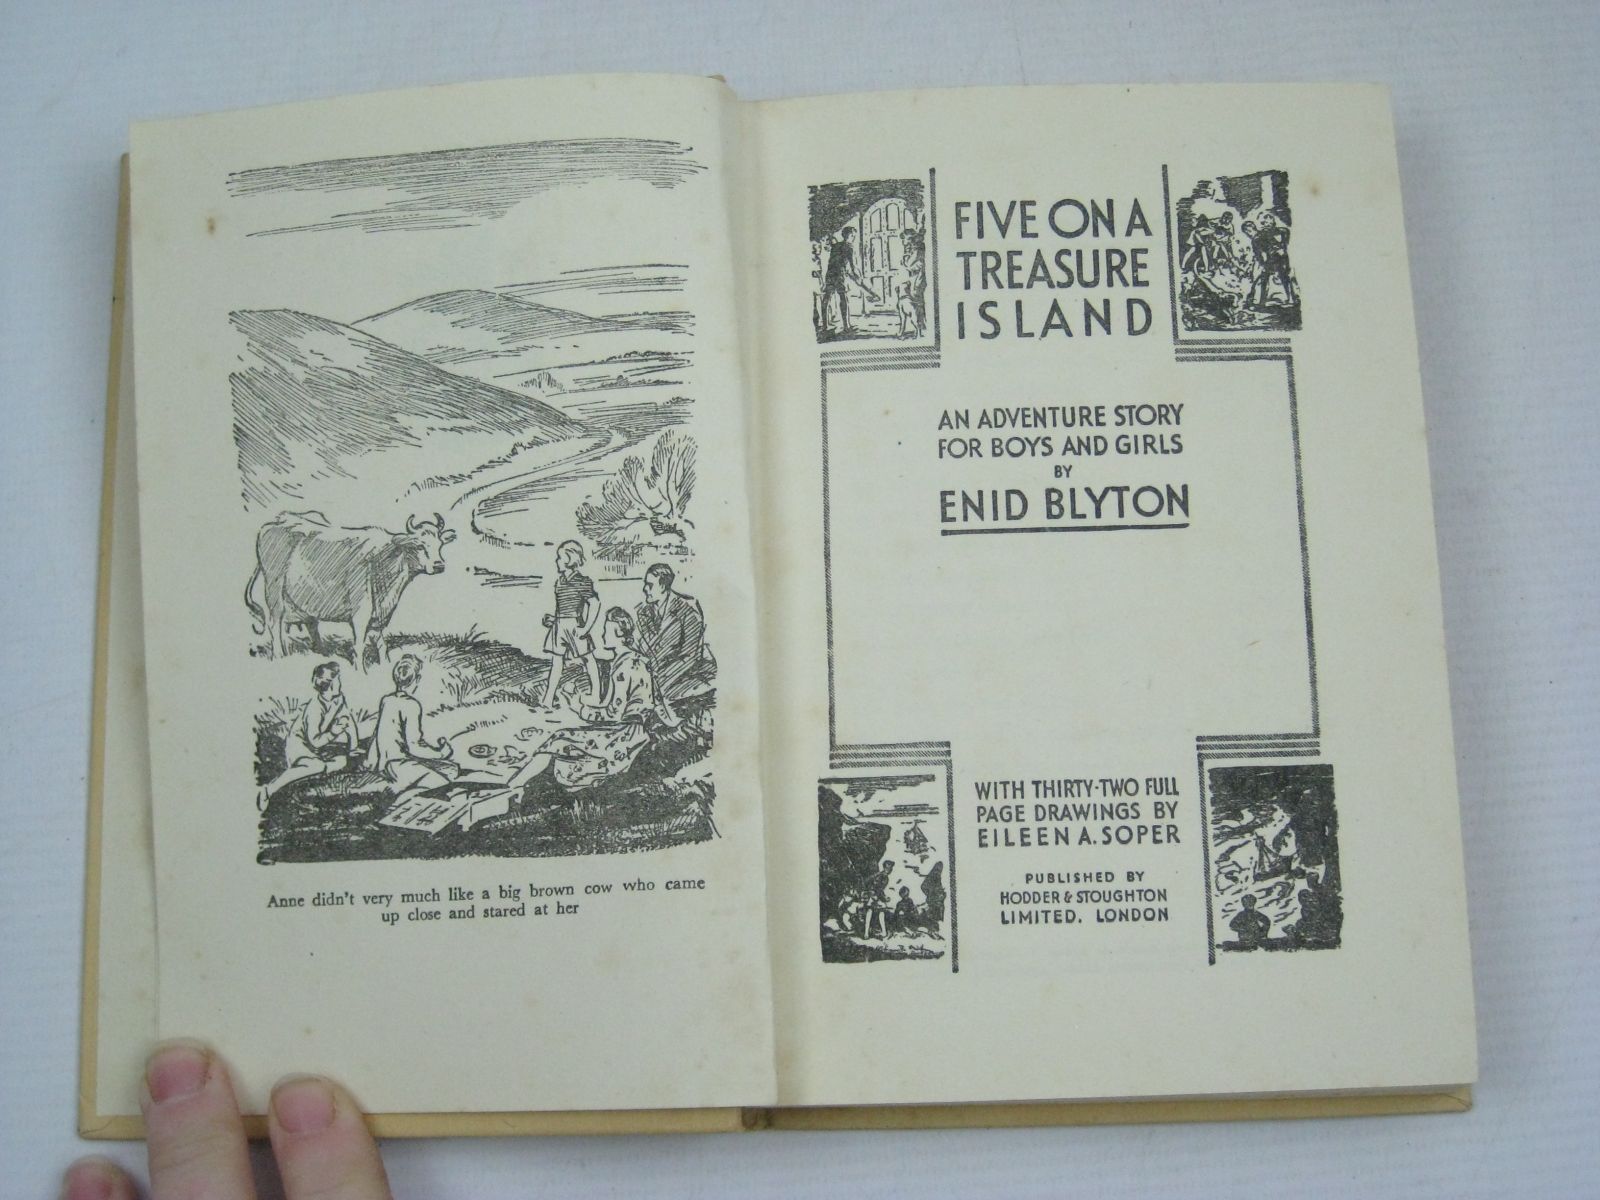 Anne didn't very much like a big brown cow who came
up close and stared at her
FIVE ON A
TREASURE
ISLAND
AN ADVENTURE STORY
FOR BOYS AND GIRLS
BY
ENID BLYTON
WITH THIRTY-TWO FULL
PAGE DRAWINGS BY
EILEEN A. SOPER
PUBLISHED BY
HODDER & STOUGHTON
LIMITED. LONDON